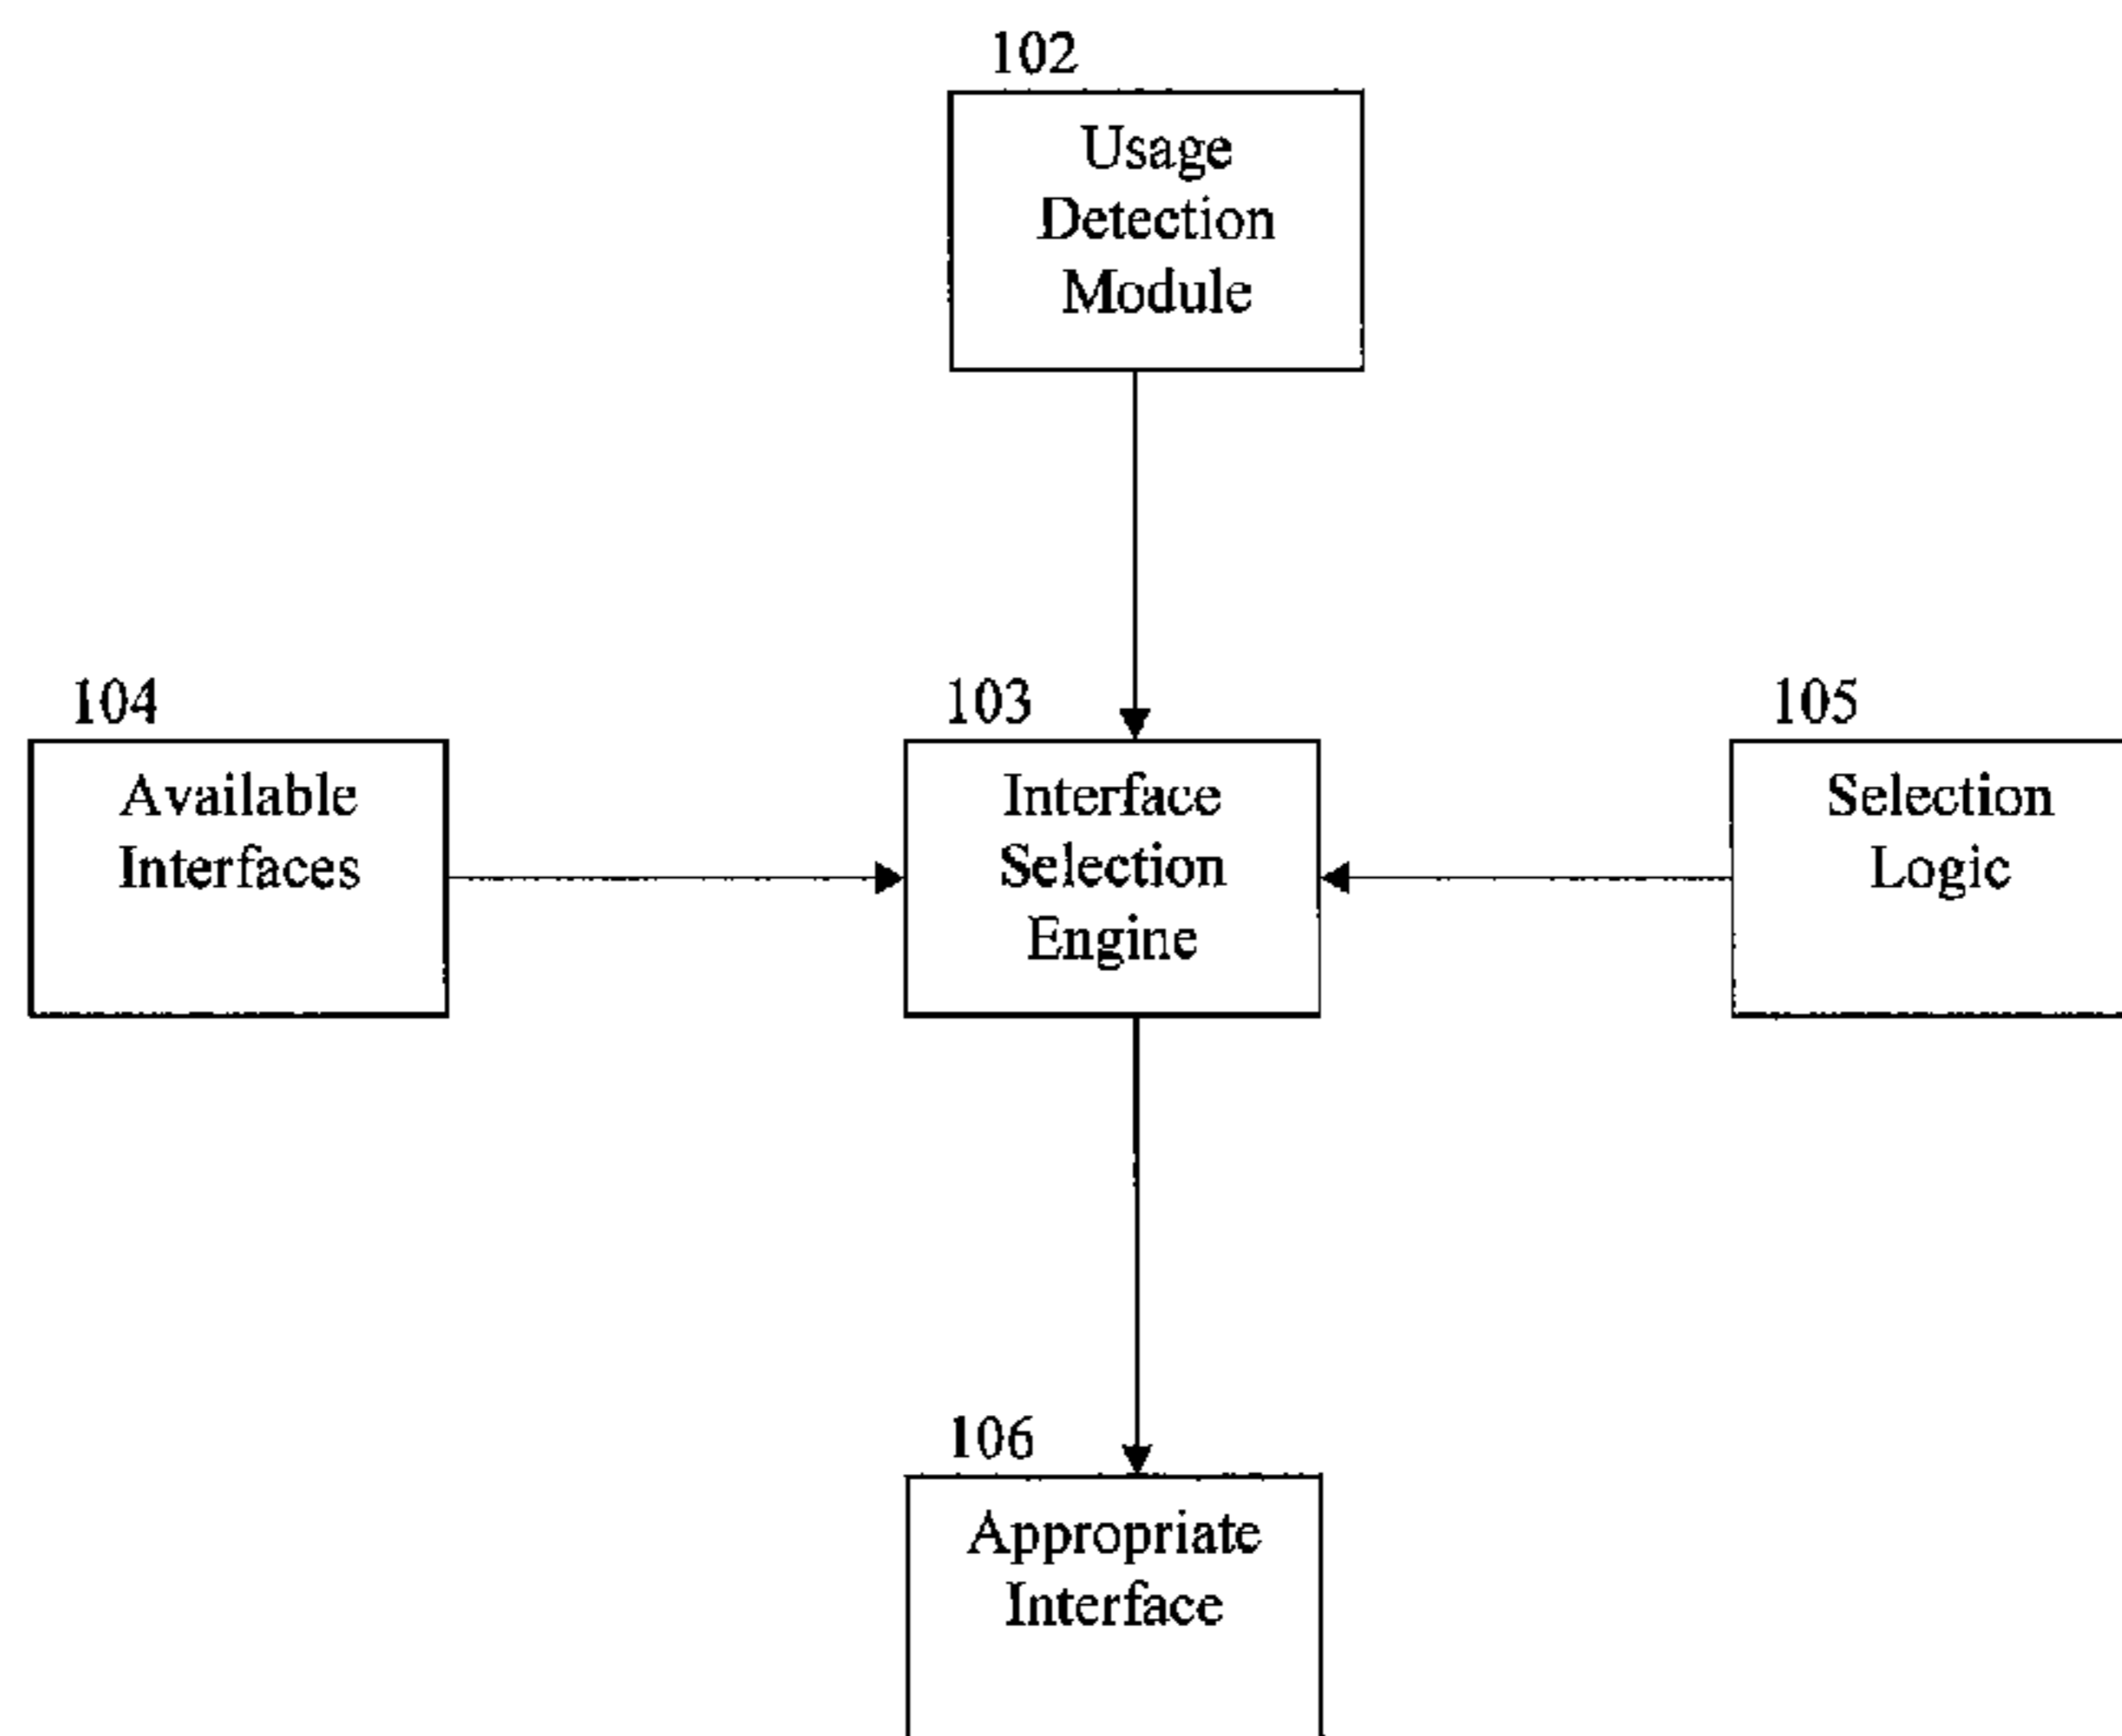 102
Usage
Detection
Module
104
Available
Interfaces
103
Interface
Selection
Engine
105
Selection
Logic
106
Appropriate
Interface